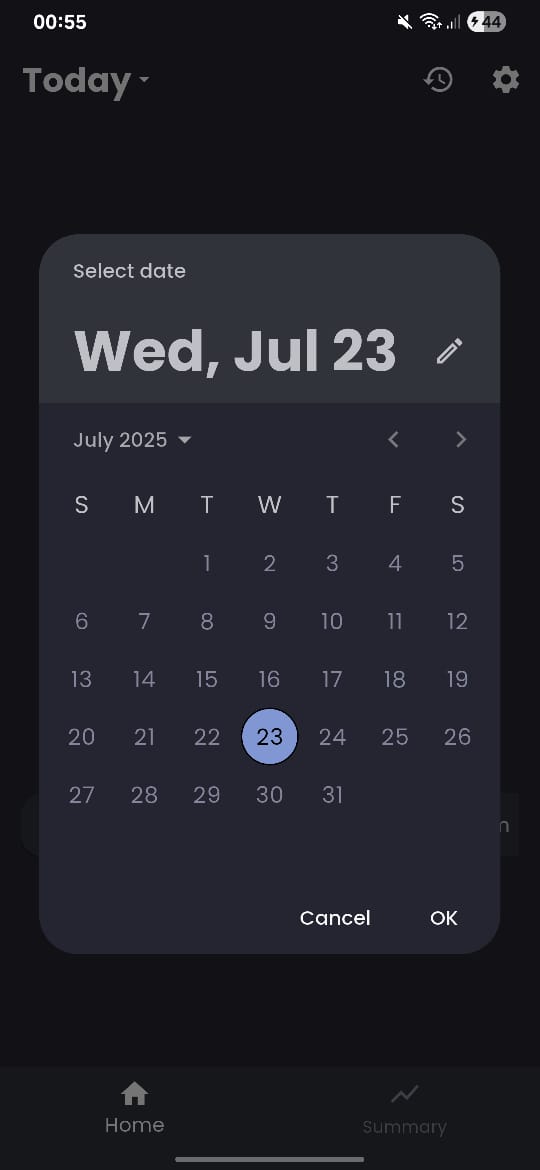 00:55 44
Today
Select date
Wed, Jul 23
July 2025
S M T W T F S
1 2 3 4 5
6 7 8 9 10 11 12
13 14 15 16 17 18 19
20 21 22 23 24 25 26
27 28 29 30 31
Cancel OK
Home Summary